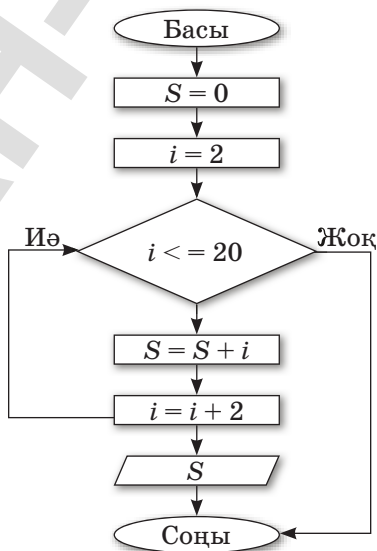 Басы
S = 0
i = 2
Иә
i < = 20
Жоқ
S = S + i
i = i + 2
S
Соңы